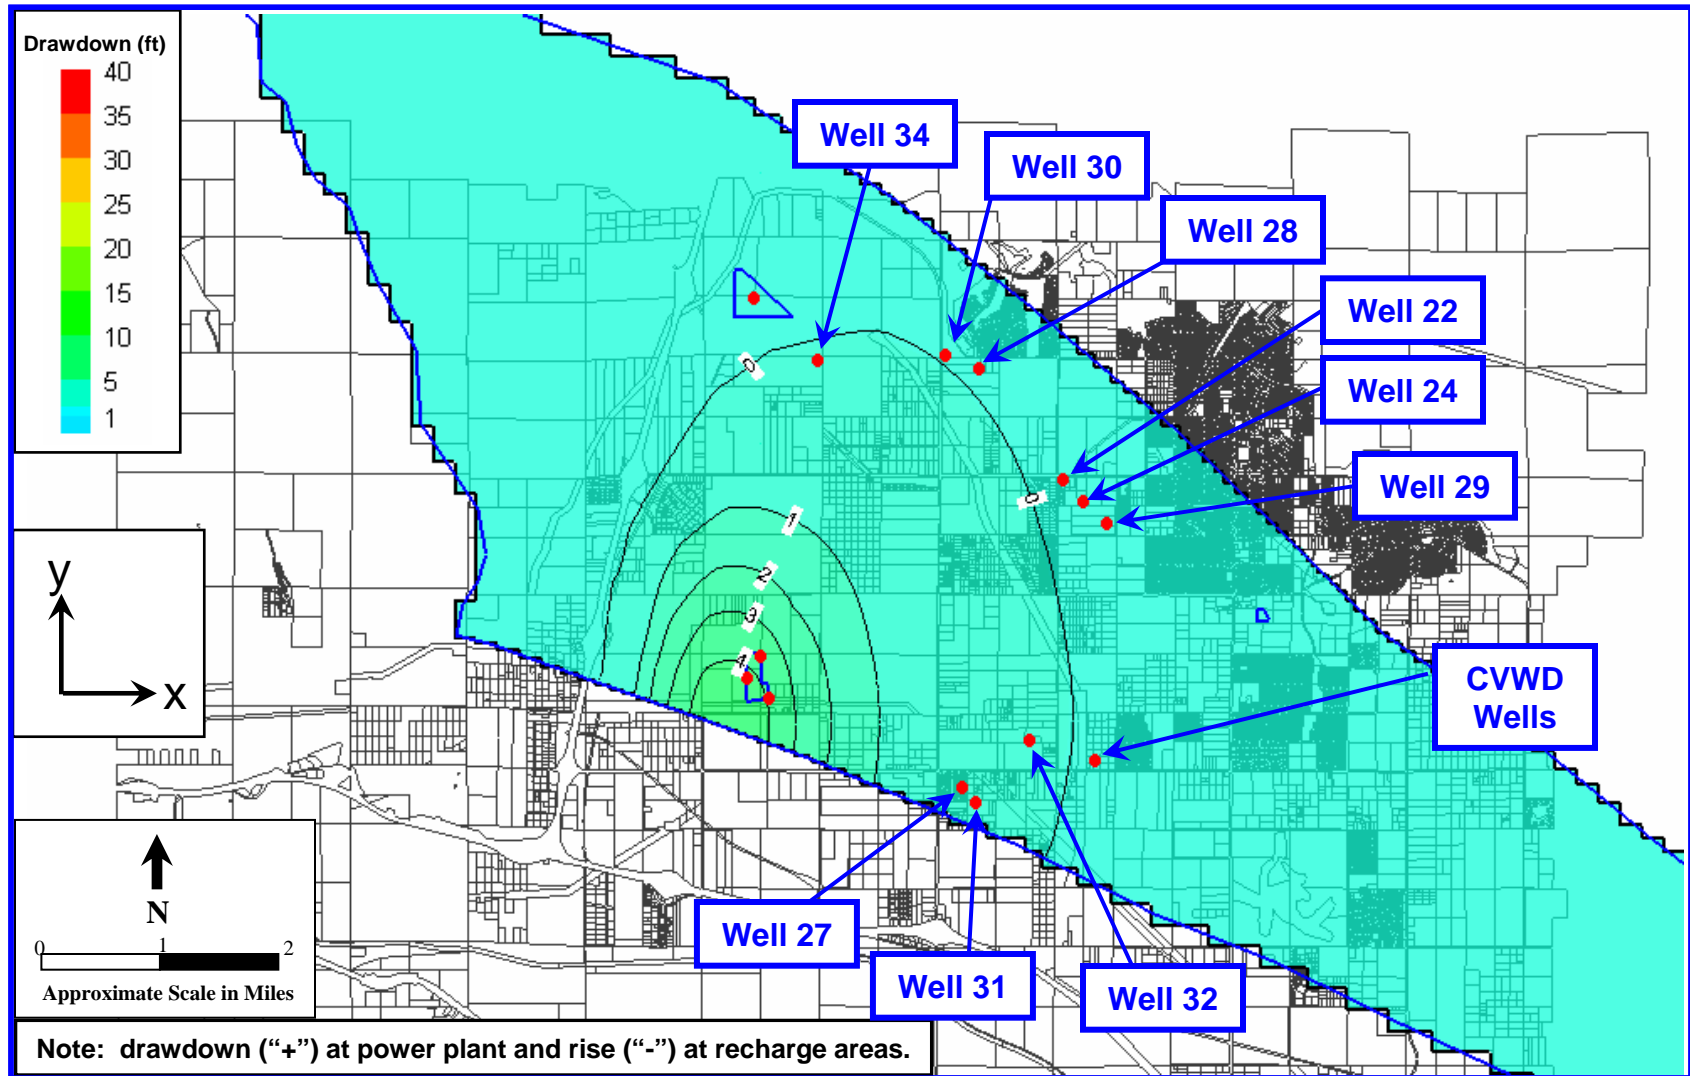 Drawdown (ft)
40
35
30
25
20
15
10
5
1
Well 34
Well 30
Well 28
Well 22
Well 24
Well 29
CVWD
Wells
0
0
1
2
3
4
y
x
N
0 1 2
Approximate Scale in Miles
Well 27
Well 31
Well 32
Note: drawdown (“+”) at power plant and rise (“-”) at recharge areas.